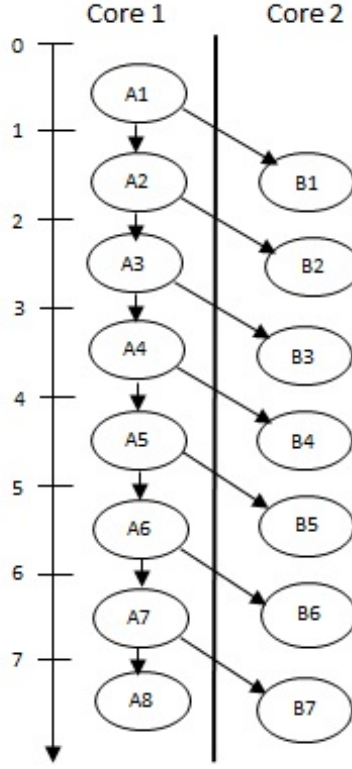 Core 1 Core 2
0
A1
1
A2 B1
2
A3 B2
3
A4 B3
4
A5 B4
5
A6 B5
6
A7 B6
7
A8 B7